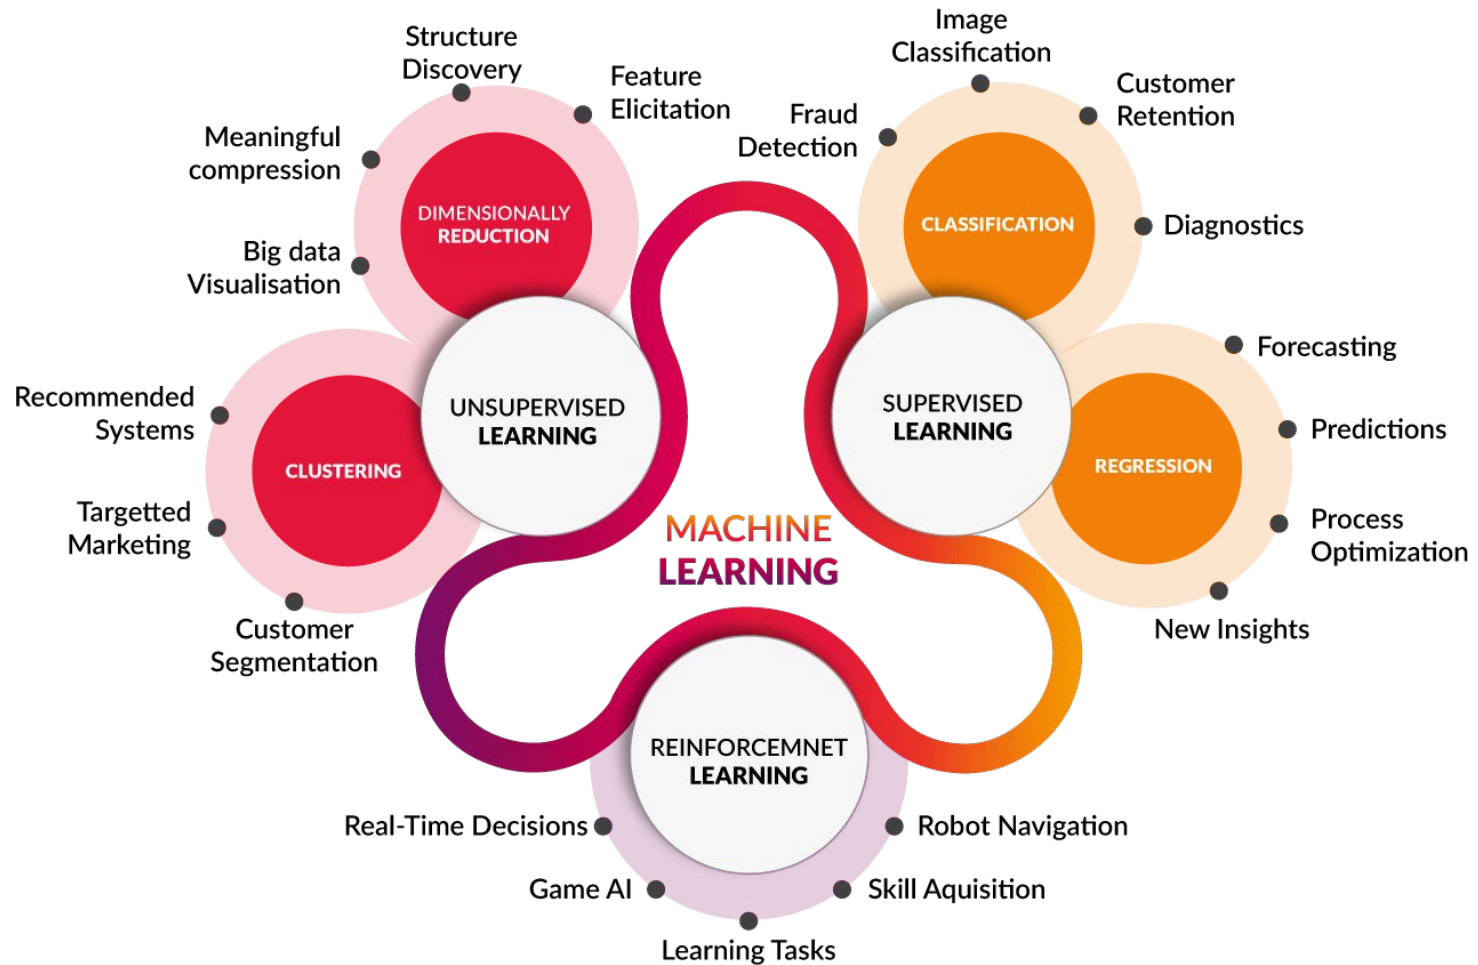 Structure
Discovery
Feature
Elicitation
Meaningful
compression
Big data
Visualisation
DIMENSIONALLY
REDUCTION
Recommended
Systems
Targetted
Marketing
Customer
Segmentation
CLUSTERING
UNSUPERVISED
LEARNING
Image
Classification
Customer
Retention
Fraud
Detection
Diagnostics
CLASSIFICATION
SUPERVISED
LEARNING
Forecasting
Predictions
Process
Optimization
New Insights
REGRESSION
MACHINE
LEARNING
REINFORCEMNET
LEARNING
Real-Time Decisions
Game AI
Learning Tasks
Skill Aquisition
Robot Navigation